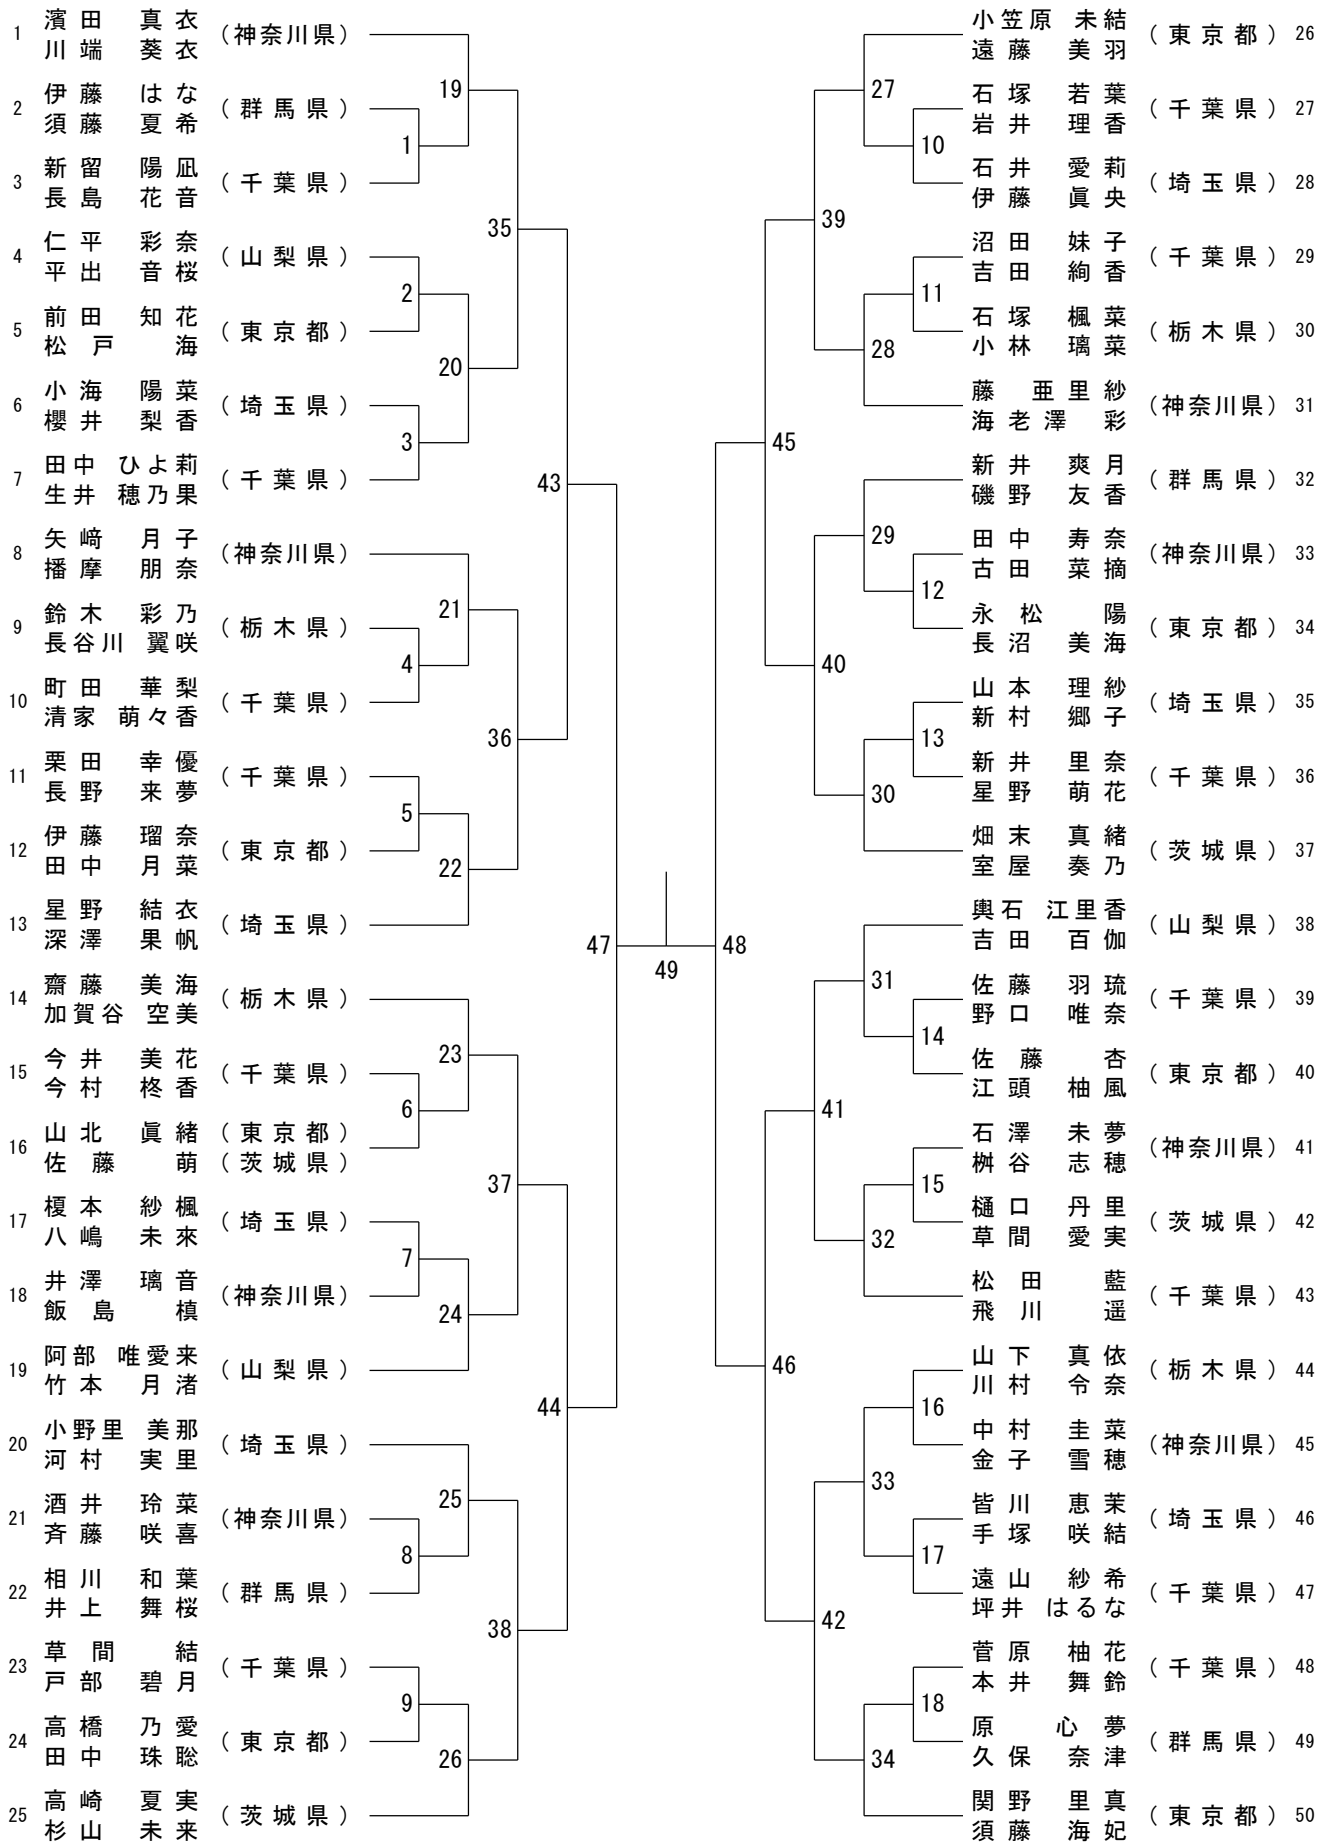 1 濱田 真衣 (神奈川県)
川端 葵衣
2 伊藤 はな (群馬県)
須藤 夏希
3 新留 陽凪 (千葉県)
長島 花音
4 仁平 彩奈 (山梨県)
平出 音桜
5 前田 知花 (東京都)
松戸 海
6 小海 陽菜 (埼玉県)
櫻井 梨香
7 田中 ひよ莉 (千葉県)
生井 穂乃果
8 矢﨑 月子 (神奈川県)
播摩 朋奈
9 鈴木 彩乃 (栃木県)
長谷川 翼咲
10 町田 華梨 (千葉県)
清家 萌々香
11 栗田 幸優 (千葉県)
長野 来夢
12 伊藤 瑠奈 (東京都)
田中 月菜
13 星野 結衣 (埼玉県)
深澤 果帆
14 齋藤 美海 (栃木県)
加賀谷 空美
15 今井 美花 (千葉県)
今村 柊香
16 山北 眞緒 (東京都)
佐藤 萌 (茨城県)
17 榎本 紗楓 (埼玉県)
八嶋 未來
18 井澤 璃音 (神奈川県)
飯島 槙
19 阿部 唯愛来 (山梨県)
竹本 月渚
20 小野里 美那 (埼玉県)
河村 実里
21 酒井 玲菜 (神奈川県)
斉藤 咲喜
22 相川 和葉 (群馬県)
井上 舞桜
23 草間 結 (千葉県)
戸部 碧月
24 高橋 乃愛 (東京都)
田中 珠聡
25 高崎 夏実 (茨城県)
杉山 未来
1
2
3
4
5
6
7
8
9
19
20
21
22
23
24
25
26
35
36
37
38
43
44
47
49
48
45
46
39
40
41
42
27
28
29
30
31
32
33
34
10
11
12
13
14
15
16
17
18
小笠原 未結 (東京都) 26
遠藤 美羽
石塚 若葉 (千葉県) 27
岩井 理香
石井 愛莉 (埼玉県) 28
伊藤 眞央
沼田 妹子 (千葉県) 29
吉田 絢香
石塚 楓菜 (栃木県) 30
小林 璃菜
藤 亜里紗 (神奈川県) 31
海老澤 彩
新井 爽月 (群馬県) 32
磯野 友香
田中 寿奈 (神奈川県) 33
古田 菜摘
永松 陽 (東京都) 34
長沼 美海
山本 理紗 (埼玉県) 35
新村 郷子
新井 里奈 (千葉県) 36
星野 萌花
畑末 真緒 (茨城県) 37
室屋 奏乃
輿石 江里香 (山梨県) 38
吉田 百伽
佐藤 羽琉 (千葉県) 39
野口 唯奈
佐藤 杏 (東京都) 40
江頭 柚風
石澤 未夢 (神奈川県) 41
桝谷 志穂
樋口 丹里 (茨城県) 42
草間 愛実
松田 藍 (千葉県) 43
飛川 遥
山下 真依 (栃木県) 44
川村 令奈
中村 圭菜 (神奈川県) 45
金子 雪穂
皆川 恵茉 (埼玉県) 46
手塚 咲結
遠山 紗希 (千葉県) 47
坪井 はるな
菅原 柚花 (千葉県) 48
本井 舞鈴
原 心夢 (群馬県) 49
久保 奈津
関野 里真 (東京都) 50
須藤 海妃